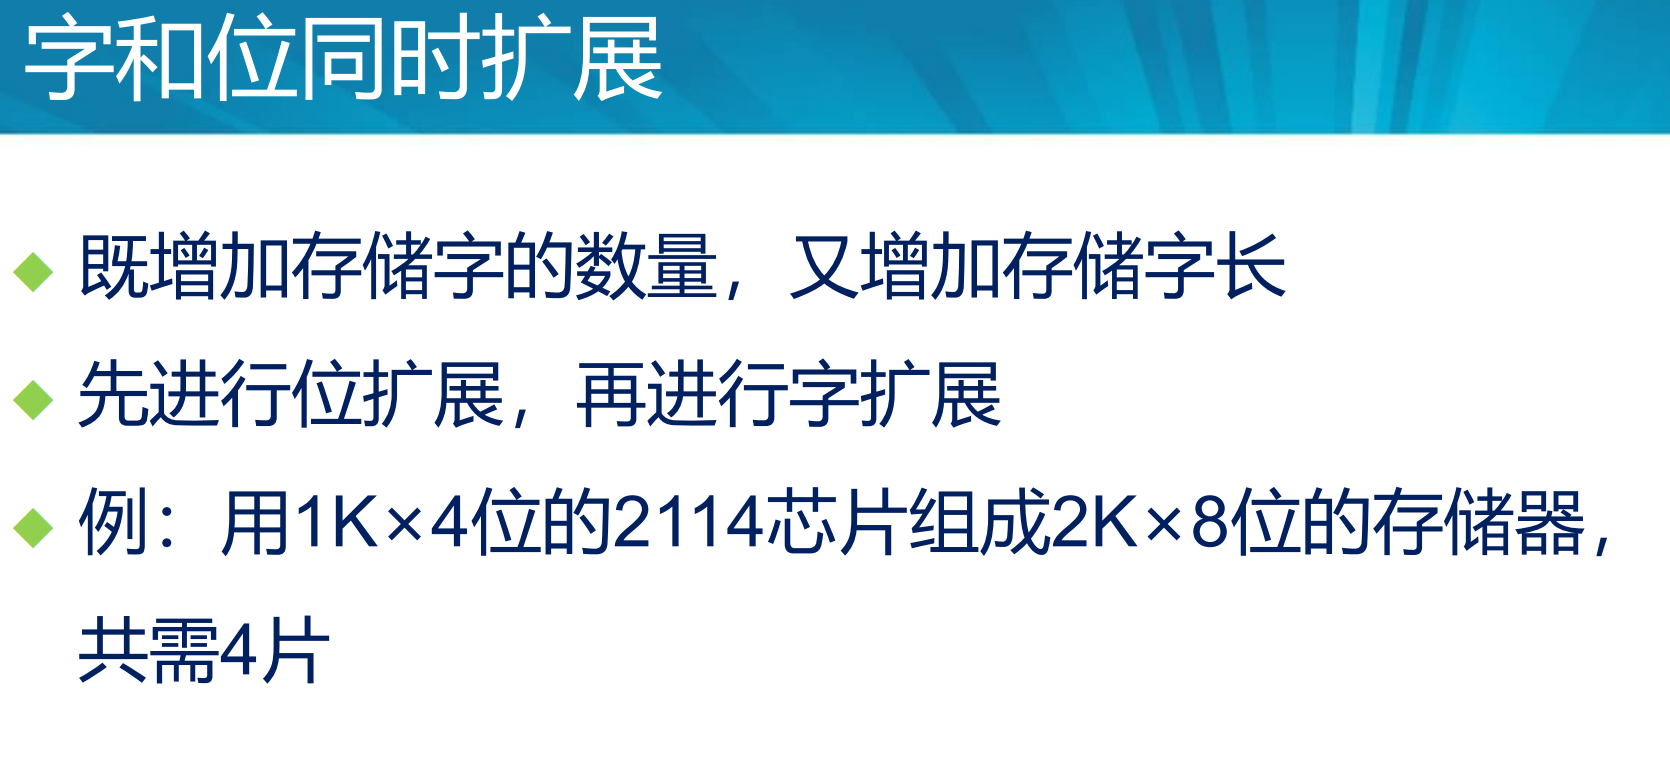 字和位同时扩展
既增加存储字的数量，又增加存储字长
先进行位扩展，再进行字扩展
例：用1K×4位的2114芯片组成2K×8位的存储器，
共需4片